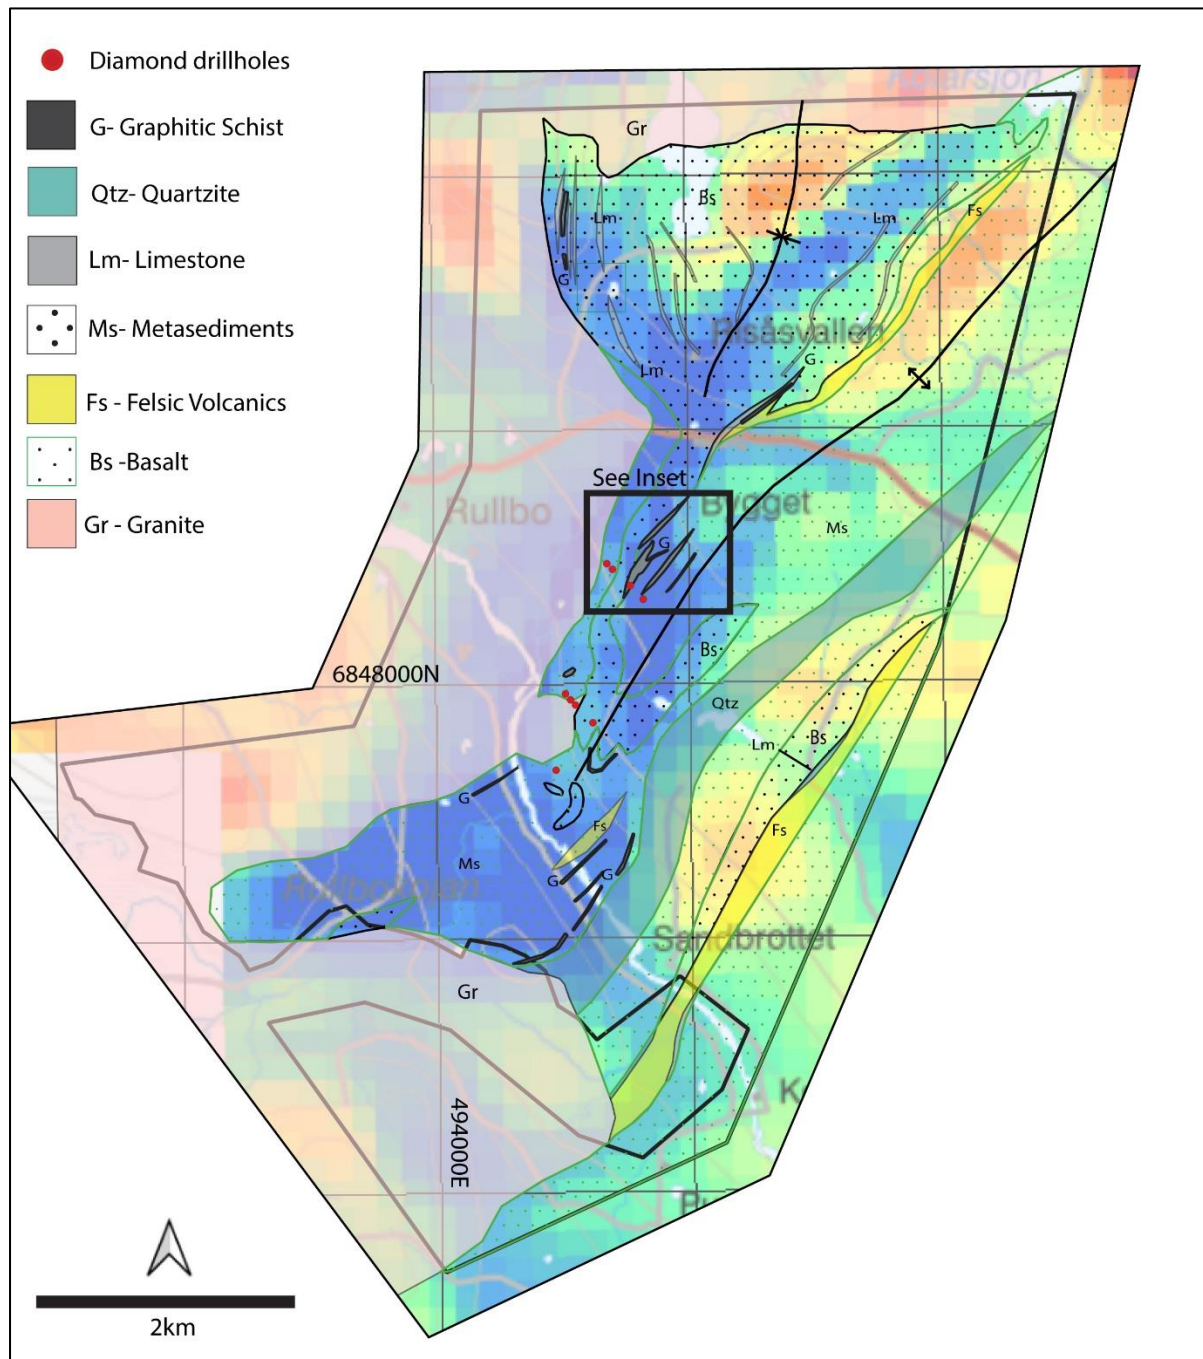 Diamond drillholes
G- Graphitic Schist
Qtz- Quartzite
Lm- Limestone
Ms- Metasediments
Fs - Felsic Volcanics
Bs -Basalt
Gr - Granite
Gr
Bs
Lm
Lm
Fs
G
Risåsvallen
G
Lm
See Inset
Rullbo
Bygget
G
Ms
Bs
6848000N
Qtz
Lm
Bs
G
Fs
Fs
Ms
G
G
Sandbrottet
Gr
494000E
2km